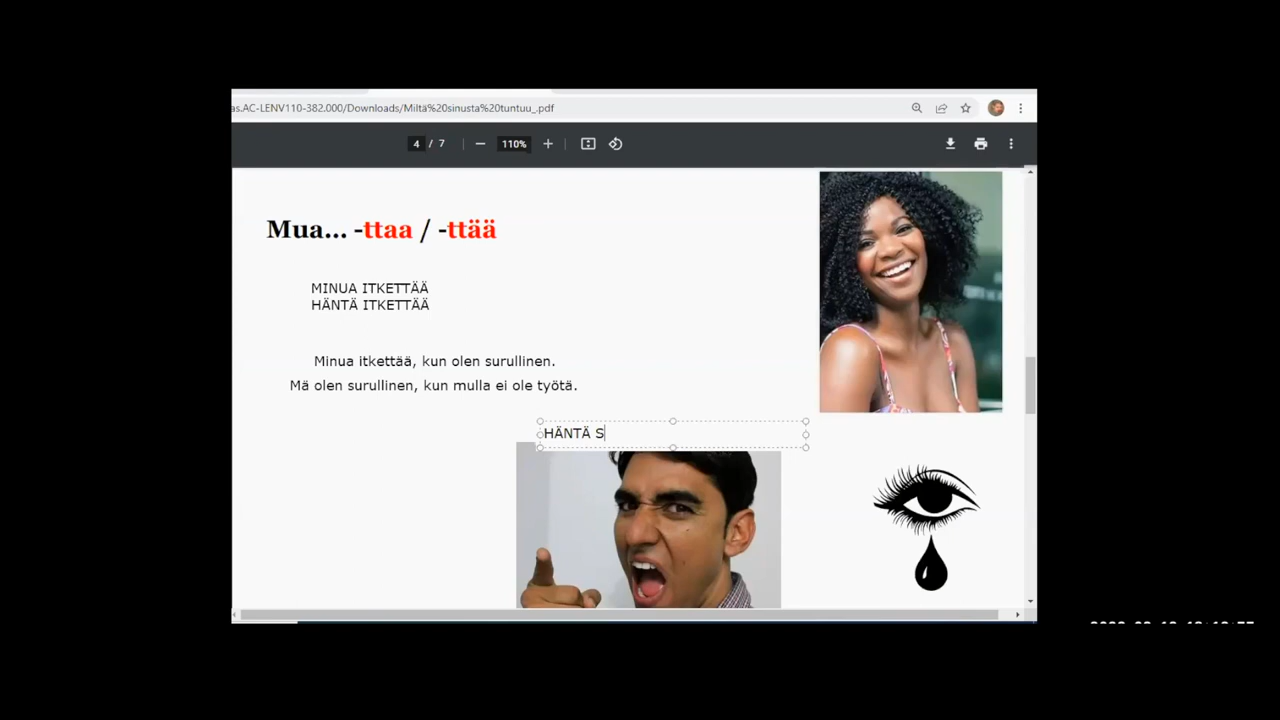 as.AC-LENV110-382.000/Downloads/Miltä%20sinusta%20tuntuu_.pdf
4 / 7
110%
Mua... -ttaa / -ttää
MINUA ITKETTÄÄ
HÄNTÄ ITKETTÄÄ
Minua itkettää, kun olen surullinen.
Mä olen surullinen, kun mulla ei ole työtä.
HÄNTÄ S